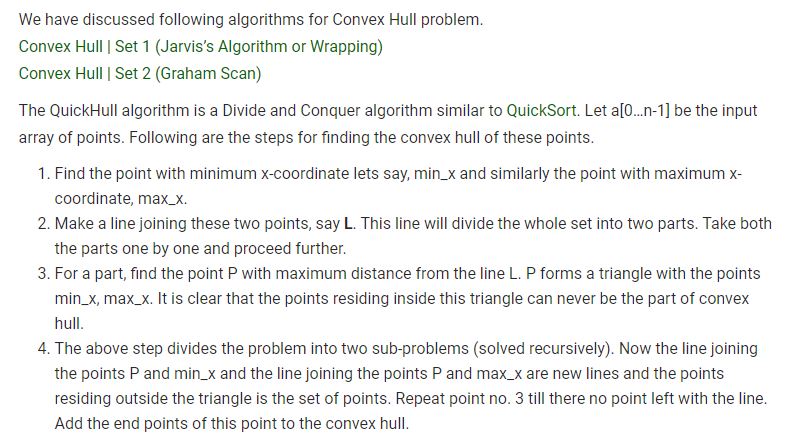 We have discussed following algorithms for Convex Hull problem.
Convex Hull | Set 1 (Jarvis’s Algorithm or Wrapping)
Convex Hull | Set 2 (Graham Scan)
The QuickHull algorithm is a Divide and Conquer algorithm similar to QuickSort. Let a[0…n-1] be the input
array of points. Following are the steps for finding the convex hull of these points.
1. Find the point with minimum x-coordinate lets say, min_x and similarly the point with maximum x-
coordinate, max_x.
2. Make a line joining these two points, say L. This line will divide the whole set into two parts. Take both
the parts one by one and proceed further.
3. For a part, find the point P with maximum distance from the line L. P forms a triangle with the points
min_x, max_x. It is clear that the points residing inside this triangle can never be the part of convex
hull.
4. The above step divides the problem into two sub-problems (solved recursively). Now the line joining
the points P and min_x and the line joining the points P and max_x are new lines and the points
residing outside the triangle is the set of points. Repeat point no. 3 till there no point left with the line.
Add the end points of this point to the convex hull.